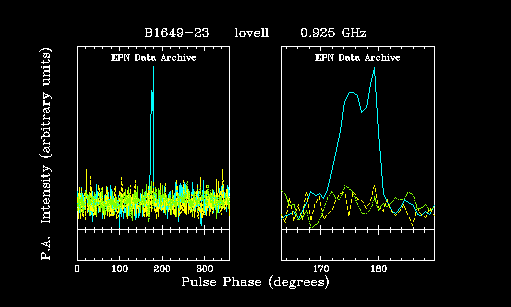 B1649-23 lovell 0.925 GHz
EPN Data Archive EPN Data Archive
P.A. Intensity (arbitrary units)
0 100 200 300 170 180
Pulse Phase (degrees)